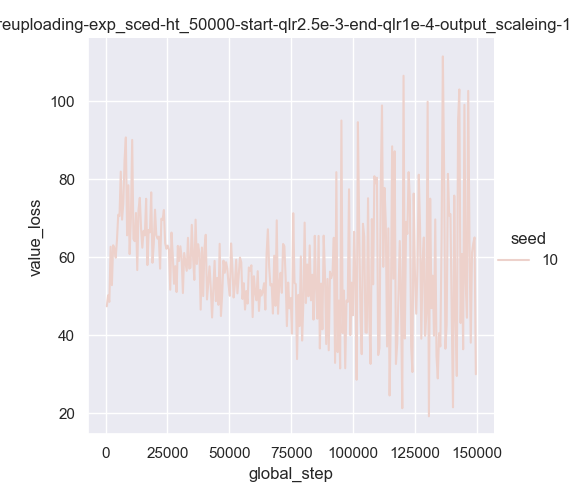 reuploading-exp_sced-ht_50000-start-qlr2.5e-3-end-qlr1e-4-output_scaleing-1
100
80
60
40
20
value_loss
0 25000 50000 75000 100000 125000 150000
global_step
seed
10